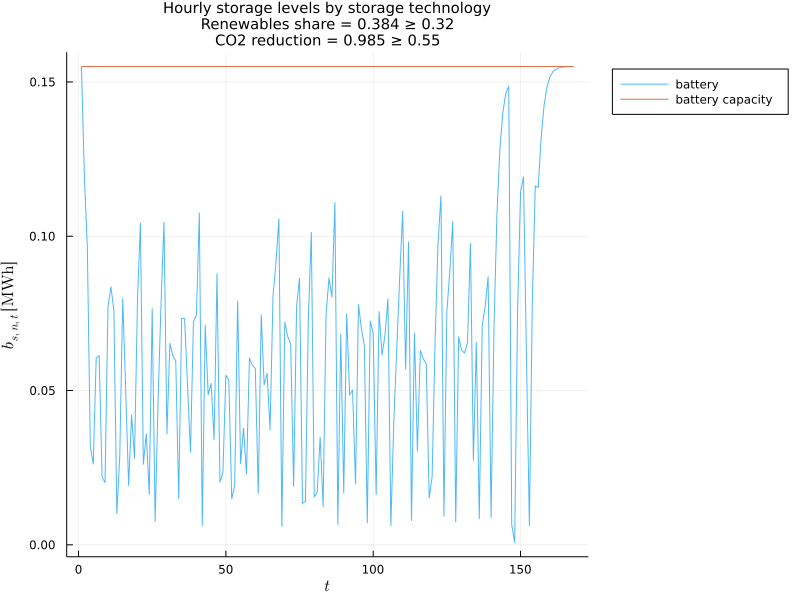 Hourly storage levels by storage technology
Renewables share = 0.384 ≥ 0.32
CO2 reduction = 0.985 ≥ 0.55
battery
battery capacity
0.15
0.10
0.05
0.00
b_{s, n, t} [MWh]
0 50 100 150
t